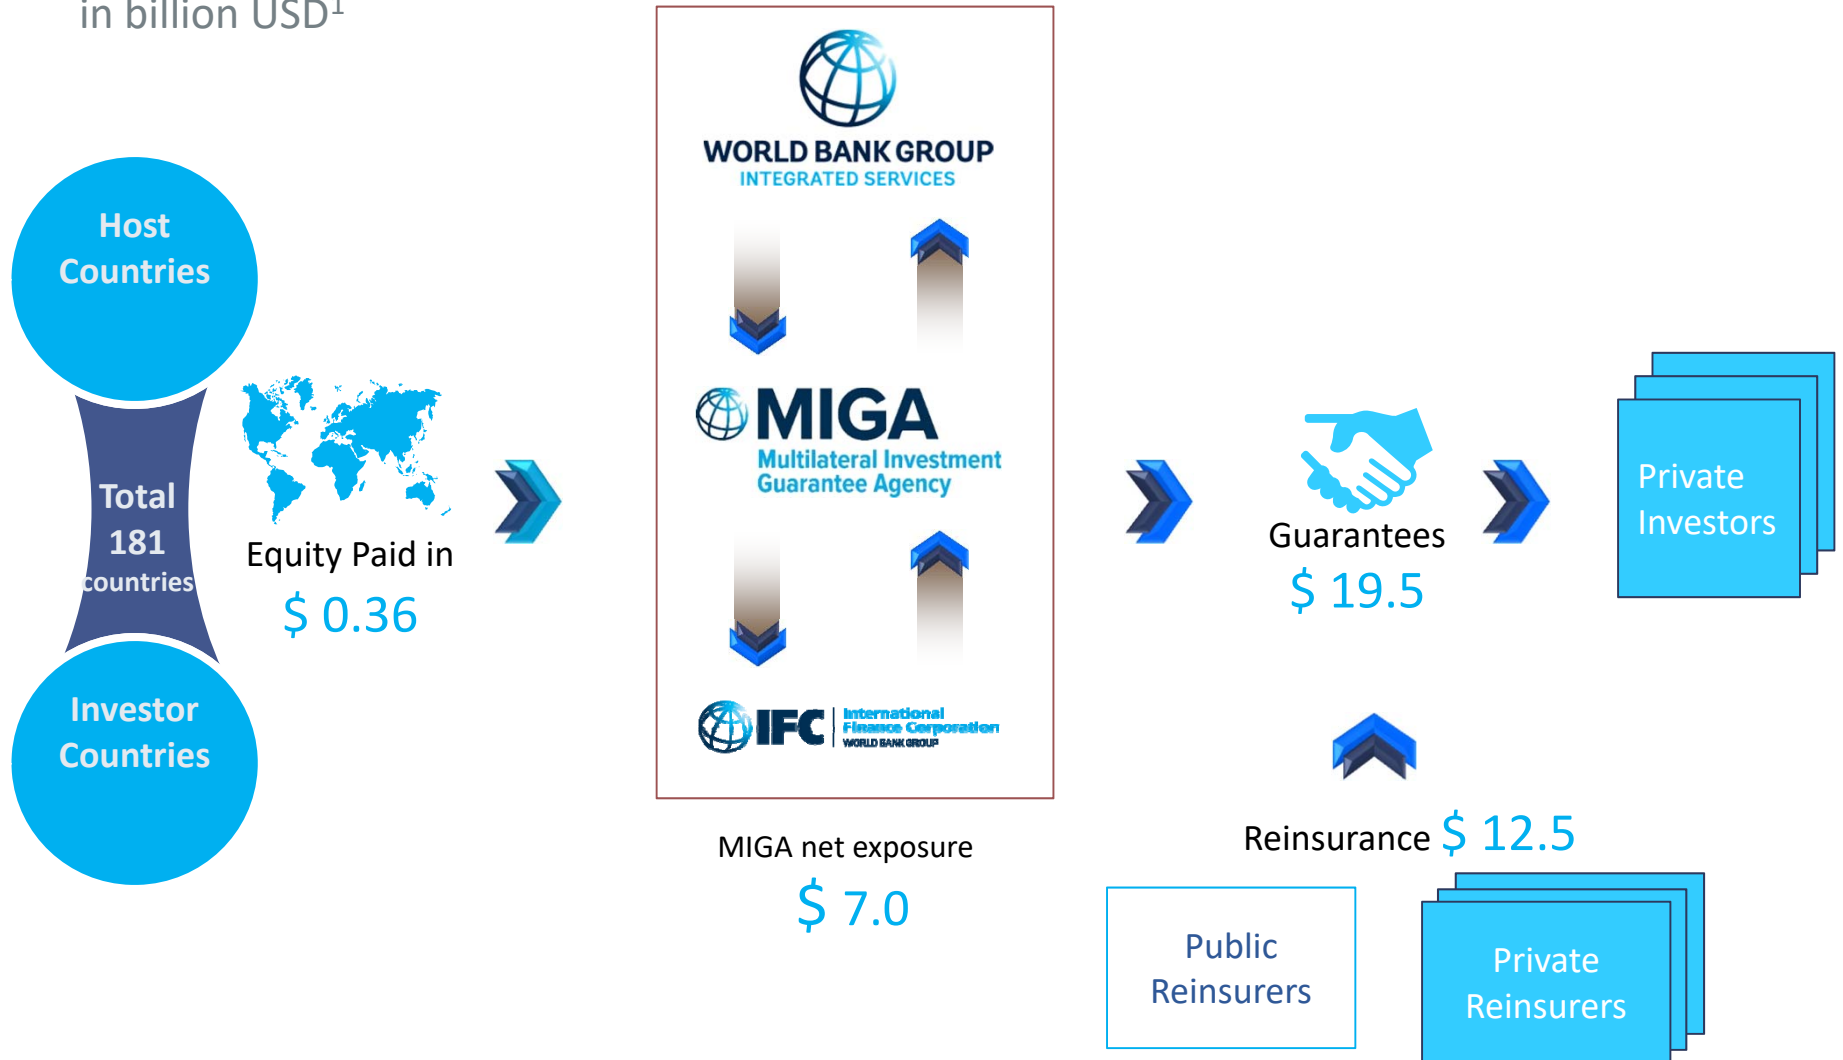 in billion USD¹
WORLD BANK GROUP
INTEGRATED SERVICES
Host
Countries
Total
181
countries
Investor
Countries
Equity Paid in
$ 0.36
MIGA
Multilateral Investment
Guarantee Agency
IFC
International
Finance Corporation
WORLD BANK GROUP
MIGA net exposure
$ 7.0
Guarantees
$ 19.5
Private
Investors
Reinsurance $ 12.5
Public
Reinsurers
Private
Reinsurers